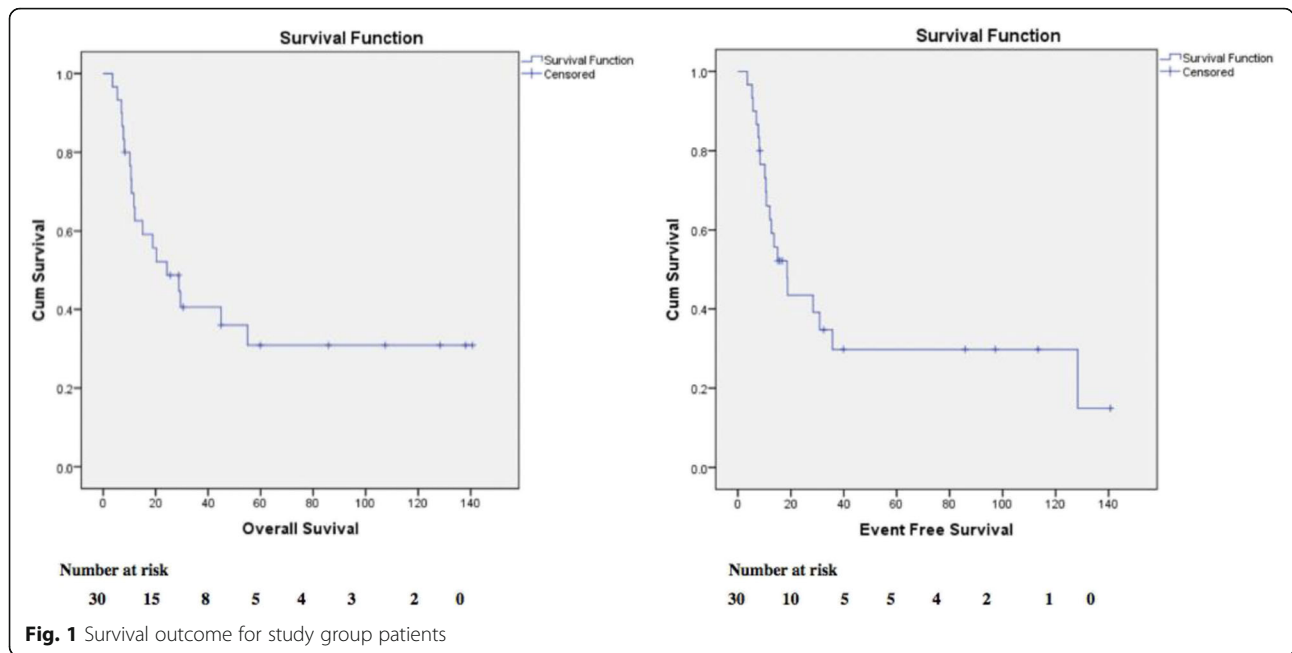 Survival Function
Survival Function
Censored
1.0
0.8
0.6
0.4
0.2
0.0
Cum Survival
0 20 40 60 80 100 120 140
Overall Suvival
Number at risk
30 15 8 5 4 3 2 0
Survival Function
Survival Function
Censored
1.0
0.8
0.6
0.4
0.2
0.0
Cum Survival
0 20 40 60 80 100 120 140
Event Free Survival
Number at risk
30 10 5 5 4 2 1 0
Fig. 1 Survival outcome for study group patients